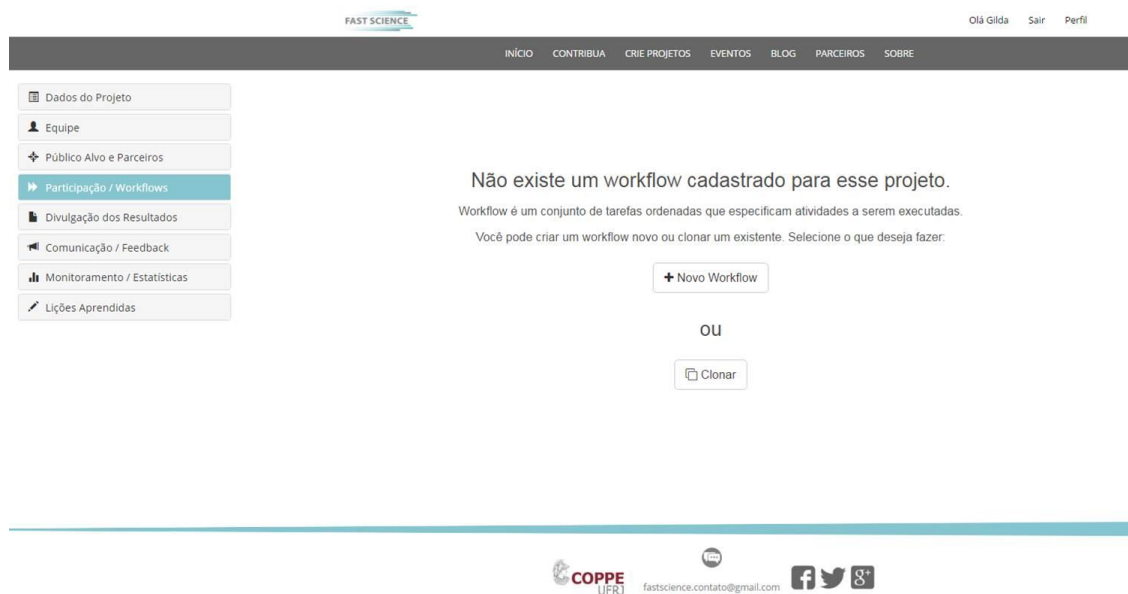 FAST SCIENCE
Olá Gilda Sair Perfil
INÍCIO CONTRIBUA CRIE PROJETOS EVENTOS BLOG PARCEIROS SOBRE
Dados do Projeto
Equipe
Público Alvo e Parceiros
Participação / Workflows
Divulgação dos Resultados
Comunicação / Feedback
Monitoramento / Estatísticas
Lições Aprendidas
Não existe um workflow cadastrado para esse projeto.
Workflow é um conjunto de tarefas ordenadas que especificam atividades a serem executadas.
Você pode criar um workflow novo ou clonar um existente. Selecione o que deseja fazer:
+ Novo Workflow
ou
Clonar
COPPE
UFRJ
fastscience.contato@gmail.com
f
g+